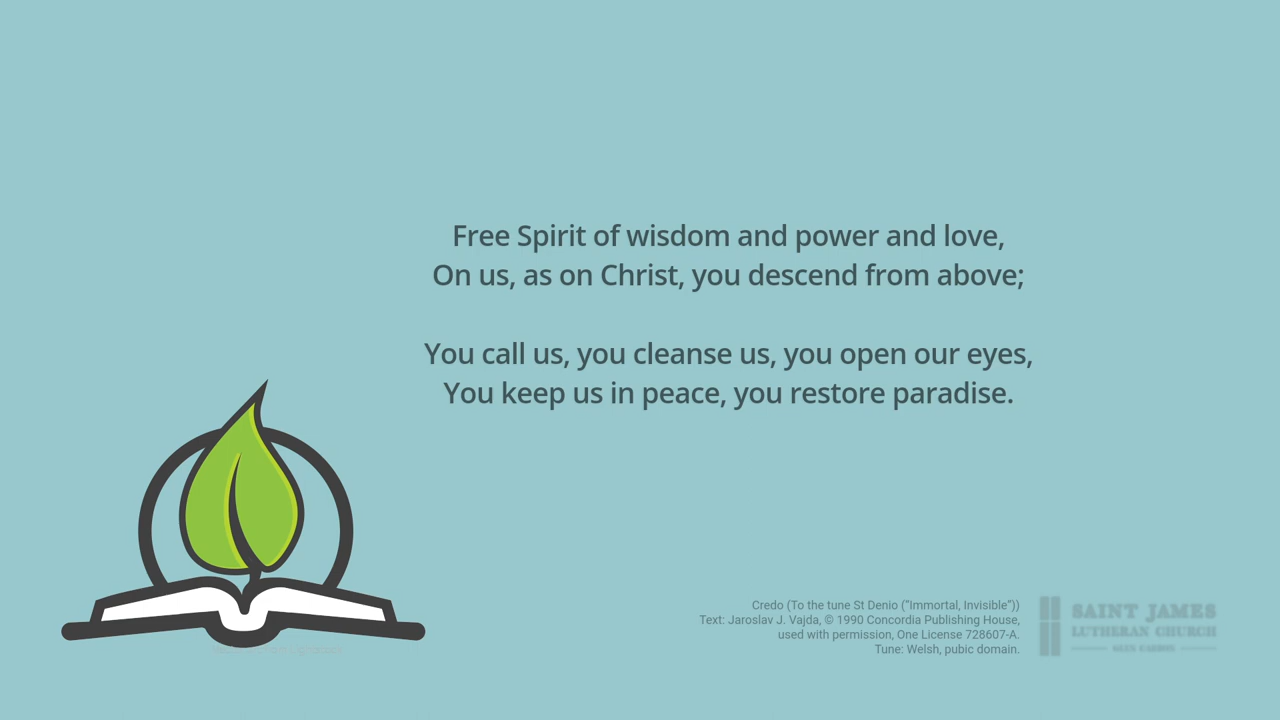 Free Spirit of wisdom and power and love,
On us, as on Christ, you descend from above;
You call us, you cleanse us, you open our eyes,
You keep us in peace, you restore paradise.
Credo (To the tune St Denio ("Immortal, Invisible"))
Text: Jaroslav J. Vajda, © 1990 Concordia Publishing House,
used with permission, One License 728607-A.
Tune: Welsh, pubic domain.
SAINT JAMES
LUTHERAN CHURCH